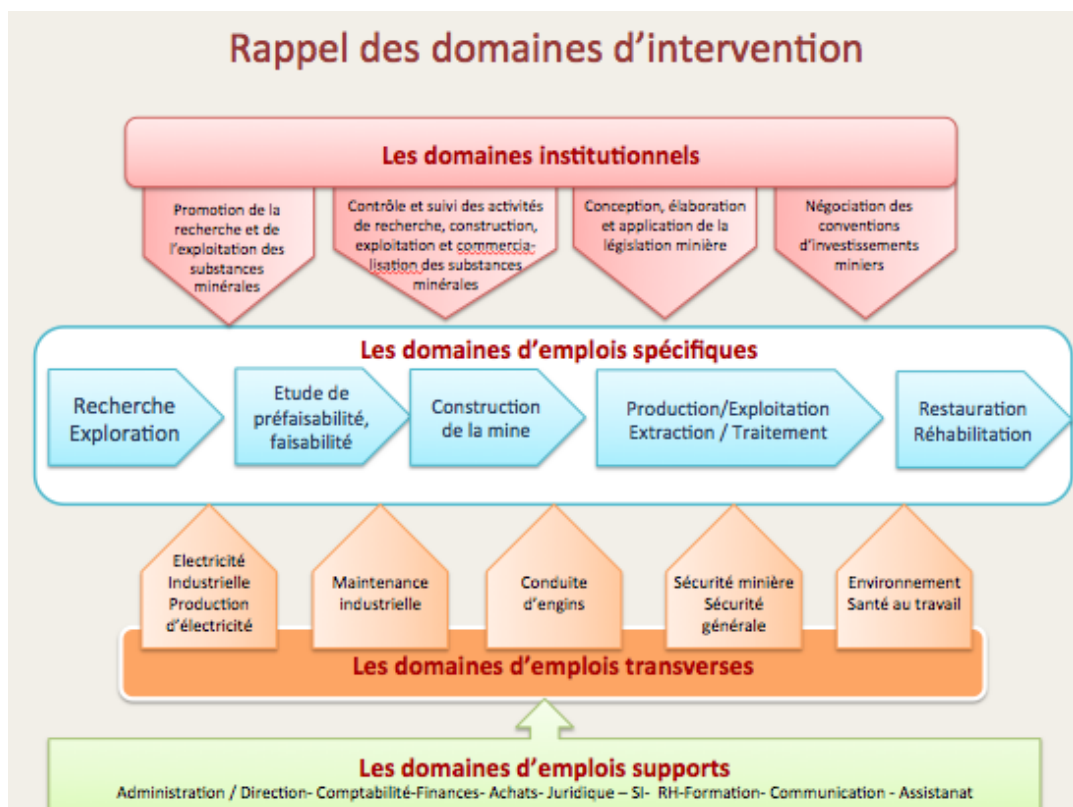 Rappel des domaines d'intervention
Les domaines institutionnels
Promotion de la
recherche et de
l'exploitation des
substances
minérales
Contrôle et suivi des activités
de recherche, construction,
exploitation et commercia-
lisation des substances
minérales
Conception, élaboration
et application de la
législation minière
Négociation des
conventions
d'investissements
miniers
Les domaines d'emplois spécifiques
Recherche
Exploration
Etude de
préfaisabilité,
faisabilité
Construction
de la mine
Production/Exploitation
Extraction / Traitement
Restauration
Réhabilitation
Electricité
Industrielle
Production
d'électricité
Maintenance
industrielle
Conduite
d'engins
Sécurité minière
Sécurité
générale
Environnement
Santé au travail
Les domaines d'emplois transverses
Les domaines d'emplois supports
Administration / Direction- Comptabilité-Finances- Achats- Juridique – SI- RH-Formation- Communication - Assistanat